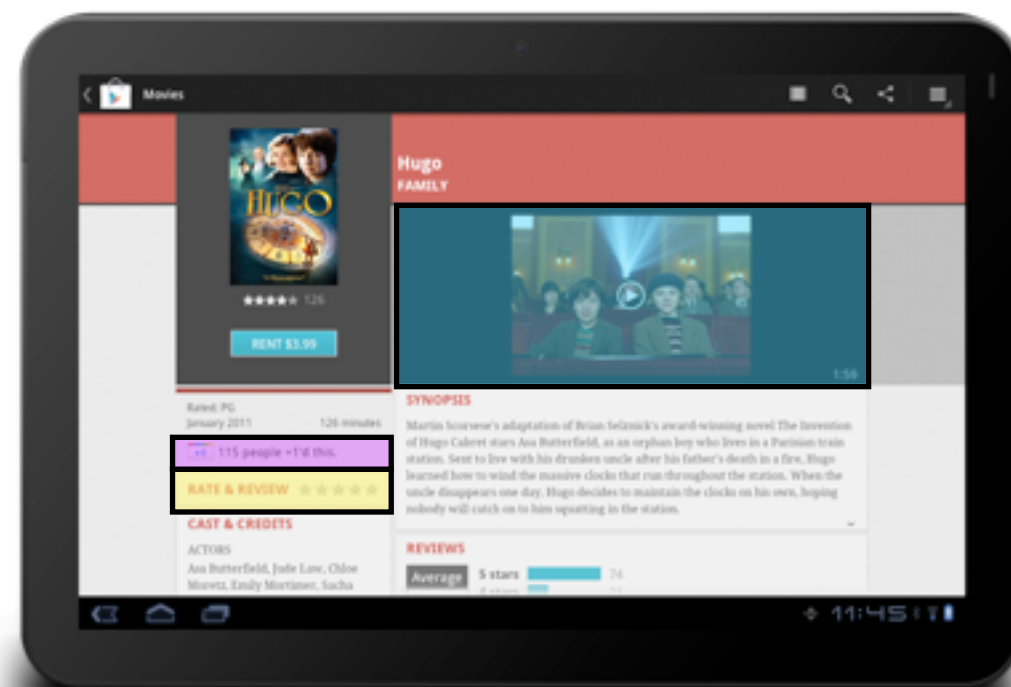 Movies
HUGO
126
RENT $3.99
Hugo
FAMILY
1:59
Rated: PG
January 2011
126 minutes
+1
115 people +1'd this.
RATE & REVIEW
CAST & CREDITS
ACTORS
Asa Butterfield, Jude Law, Chloe
Moretz, Emily Mortimer, Sacha
SYNOPSIS
Martin Scorsese's adaptation of Brian Selznick's award-winning novel The Invention
of Hugo Cabret stars Asa Butterfield, as an orphan boy who lives in a Parisian train
station. Sent to live with his drunken uncle after his father's death in a fire, Hugo
learned how to wind the massive clocks that run throughout the station. When the
uncle disappears one day, Hugo decides to maintain the clocks on his own, hoping
nobody will catch on to him squatting in the station.
REVIEWS
Average
5 stars
74
11:45